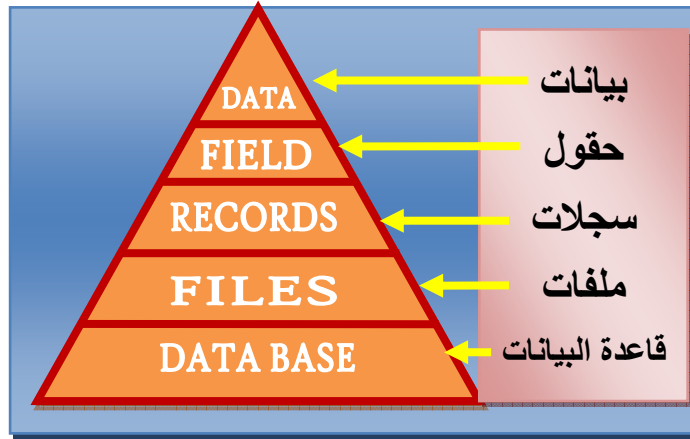 DATA
بيانات
FIELD
حقول
RECORDS
سجلات
FILES
ملفات
DATA BASE
قاعدة البيانات